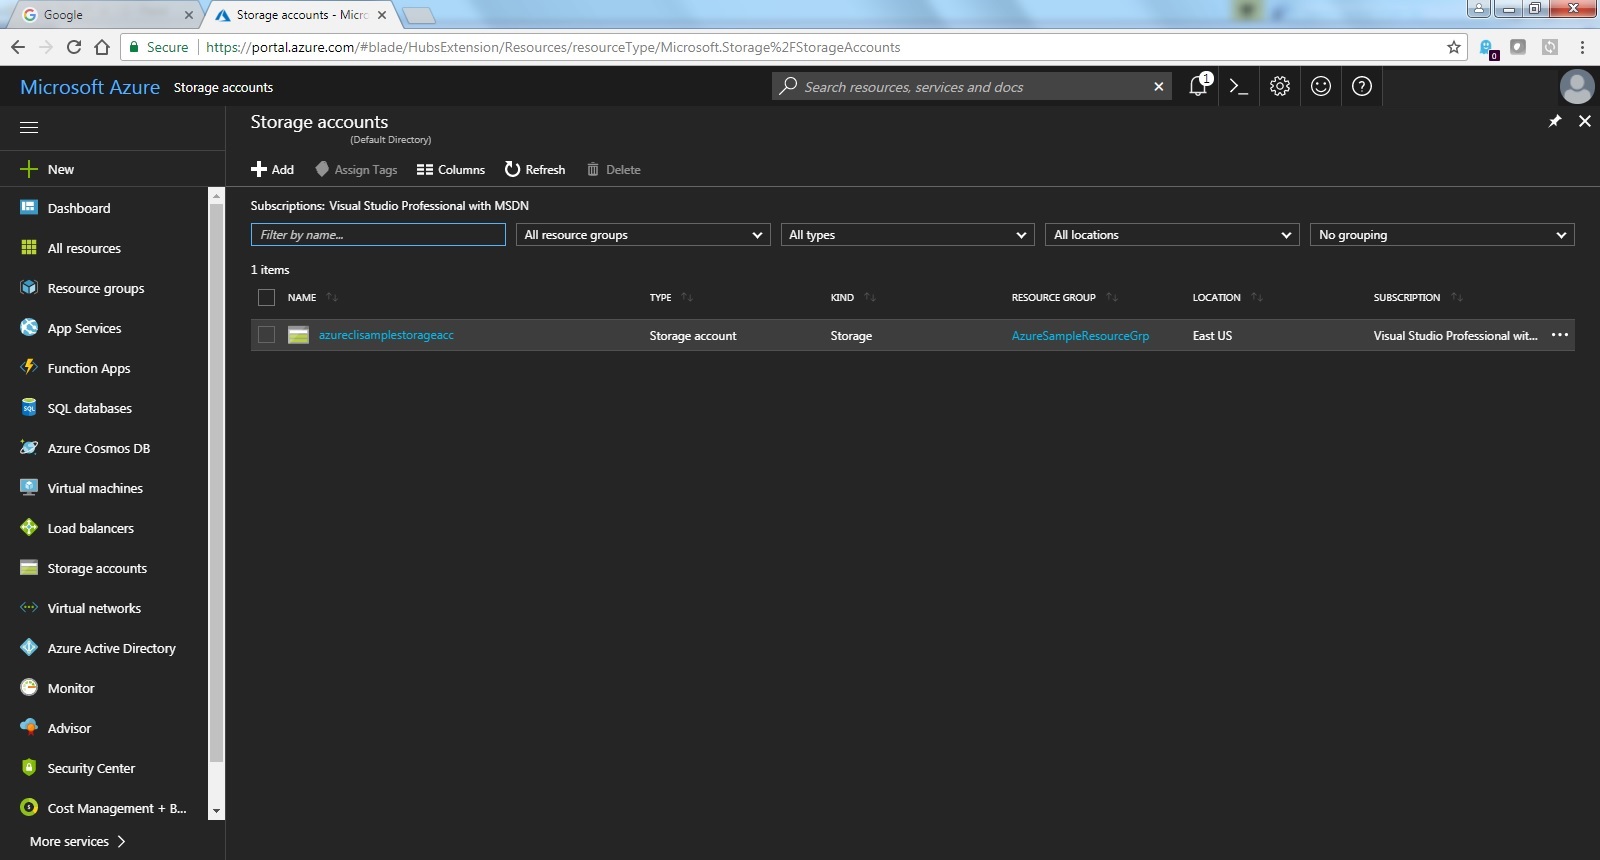 Google
Storage accounts - Micro
Secure https://portal.azure.com/#blade/HubsExtension/Resources/resourceType/Microsoft.Storage%2FStorageAccounts
0
Microsoft Azure Storage accounts
Search resources, services and docs
1
Storage accounts
(Default Directory)
New
Add Assign Tags Columns Refresh Delete
Dashboard
All resources
Resource groups
App Services
Function Apps
SQL
SQL databases
Azure Cosmos DB
Virtual machines
Load balancers
Storage accounts
Virtual networks
Azure Active Directory
Monitor
Advisor
Security Center
Cost Management + B...
More services
Subscriptions: Visual Studio Professional with MSDN
Filter by name... All resource groups All types All locations No grouping
1 items
NAME TYPE KIND RESOURCE GROUP LOCATION SUBSCRIPTION
azureclisamplestorageacc Storage account Storage AzureSampleResourceGrp East US Visual Studio Professional wit...